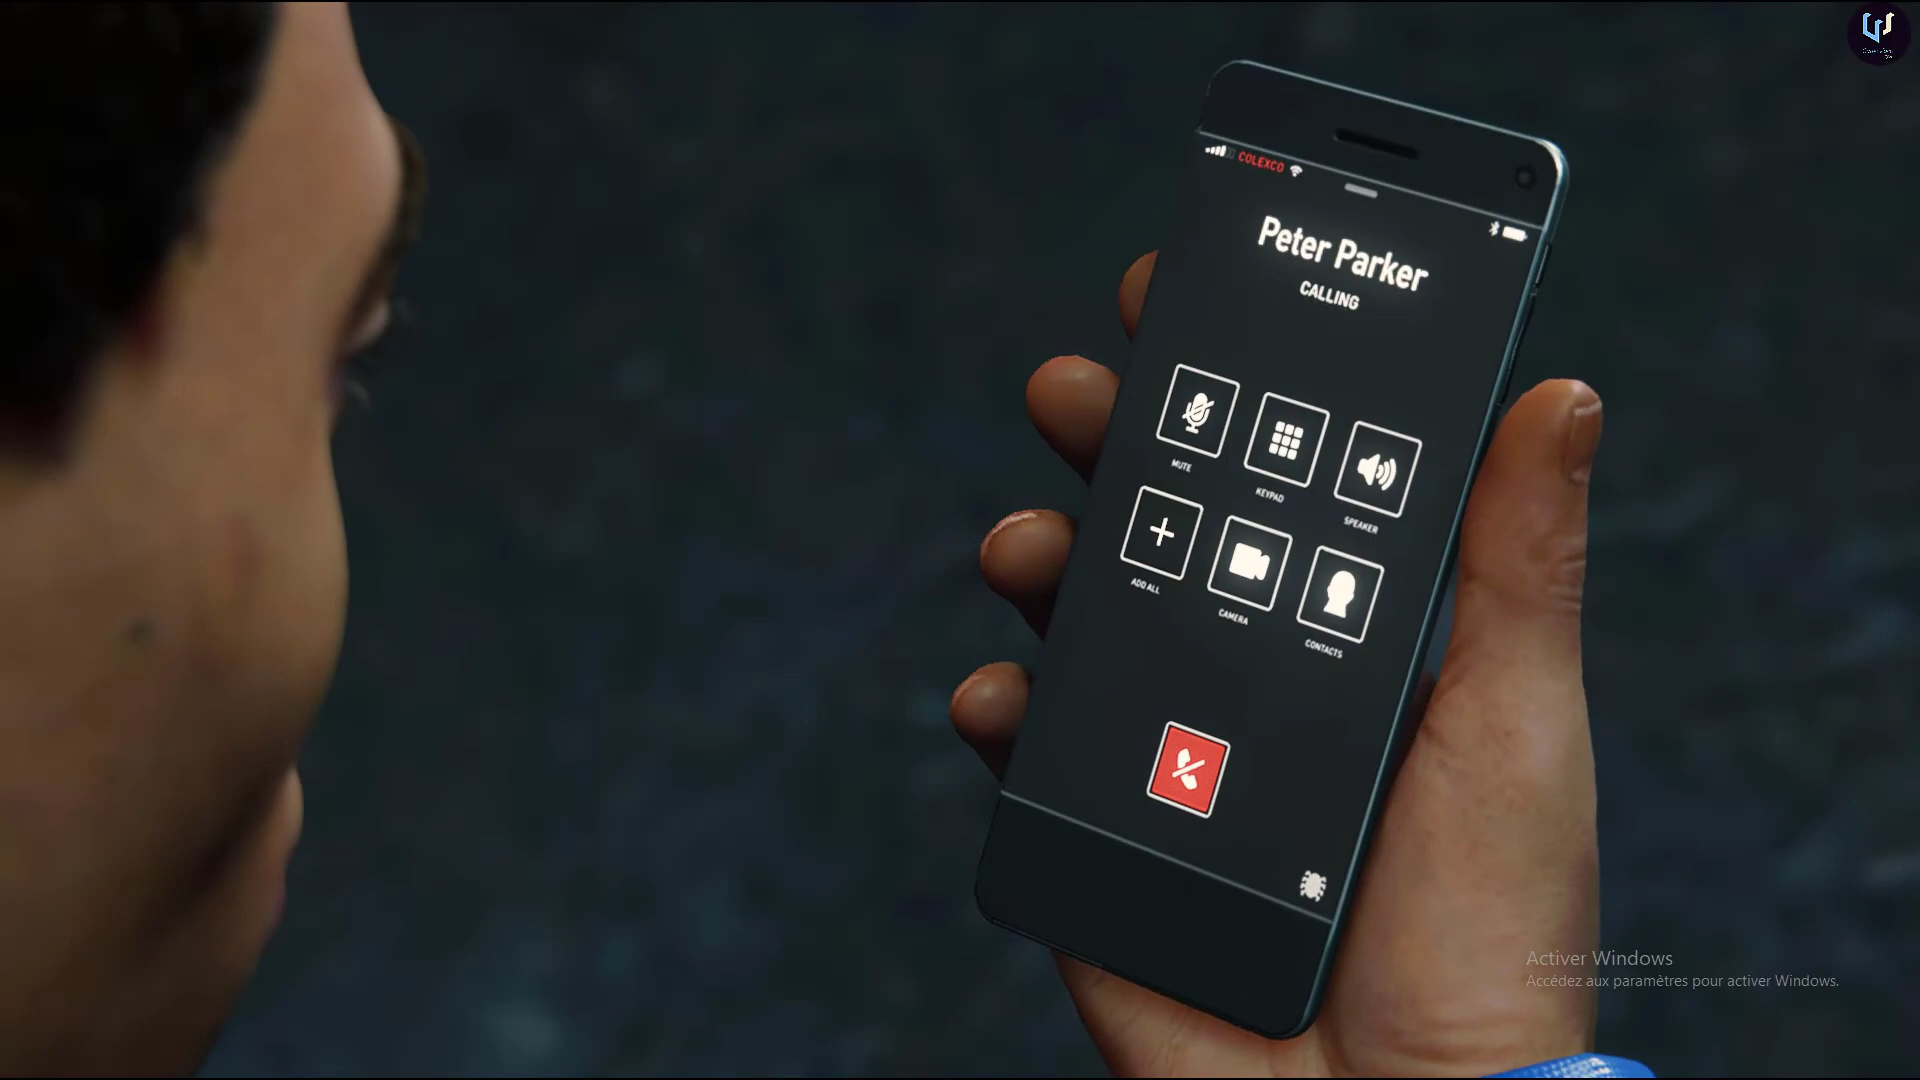 COLEXCO
Peter Parker
CALLING
MUTE
KEYPAD
SPEAKER
ADD ALL
CAMERA
CONTACTS
Activer Windows
Accédez aux paramètres pour activer Windows.